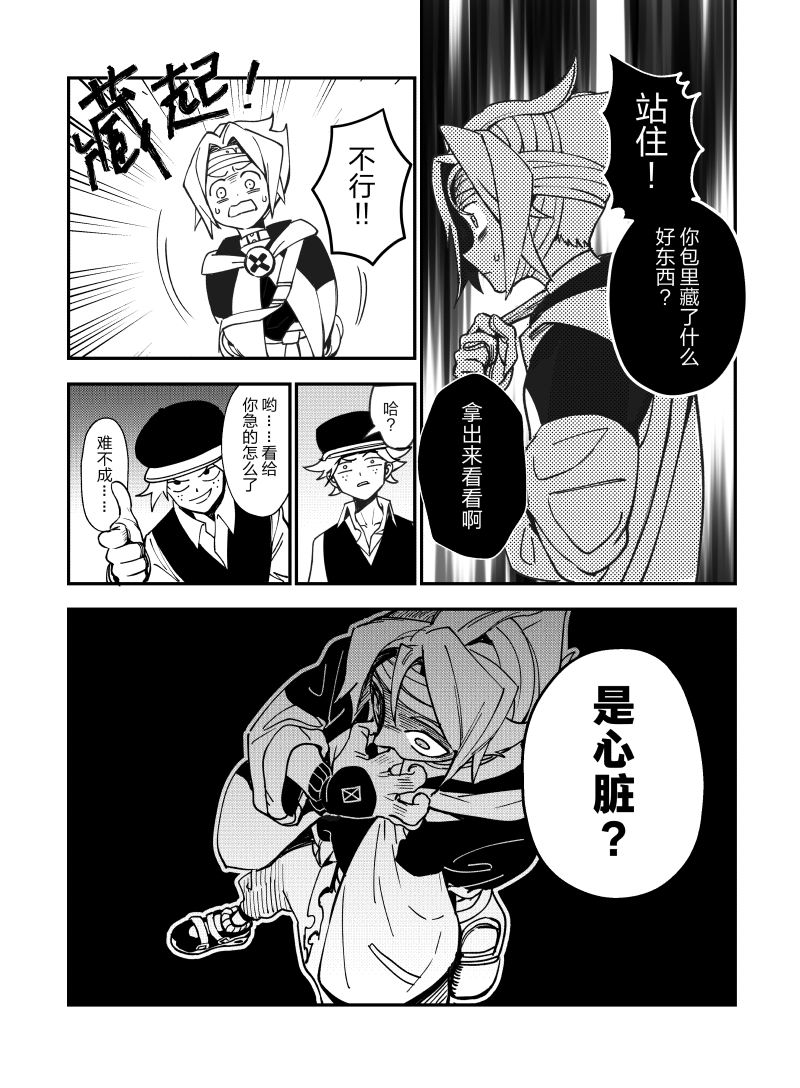 站住！
你包里藏了什么
好东西？
拿出来看看啊
不行!!
藏起！
哈？
哟……看给
你急的怎么了
难不成……
是心脏？